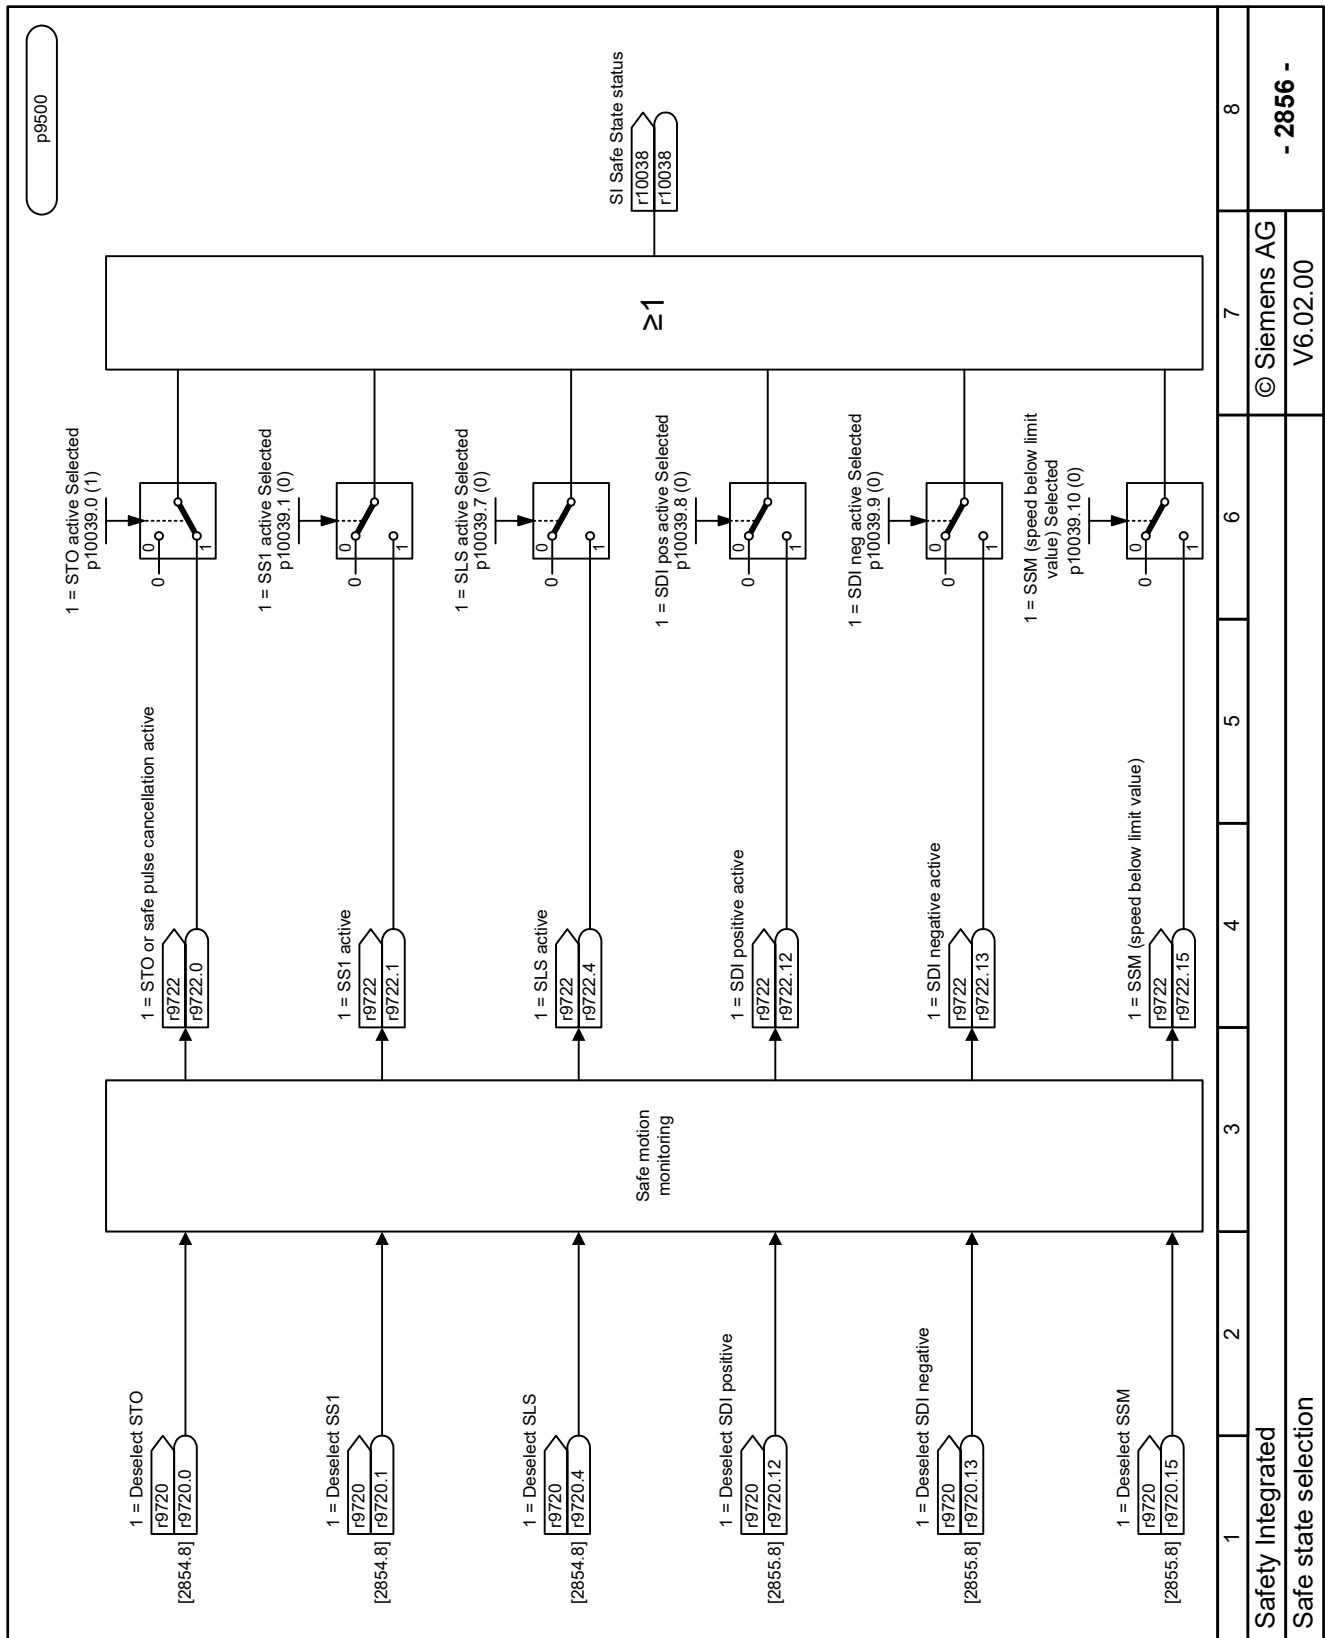 p9500
1 = Deselect STO
r9720
r9720.0
[2854.8]
1 = STO or safe pulse cancellation active
r9722
r9722.0
1 = STO active Selected
p10039.0 (1)
0
0
1
1 = Deselect SS1
r9720
r9720.1
[2854.8]
1 = SS1 active
r9722
r9722.1
1 = SS1 active Selected
p10039.1 (0)
0
0
1
1 = Deselect SLS
r9720
r9720.4
[2854.8]
1 = SLS active
r9722
r9722.4
1 = SLS active Selected
p10039.7 (0)
0
0
1
Safe motion
monitoring
≥1
SI Safe State status
r10038
r10038
1 = Deselect SDI positive
r9720
r9720.12
[2855.8]
1 = SDI positive active
r9722
r9722.12
1 = SDI pos active Selected
p10039.8 (0)
0
0
1
1 = Deselect SDI negative
r9720
r9720.13
[2855.8]
1 = SDI negative active
r9722
r9722.13
1 = SDI neg active Selected
p10039.9 (0)
0
0
1
1 = Deselect SSM
r9720
r9720.15
[2855.8]
1 = SSM (speed below limit value)
r9722
r9722.15
1 = SSM (speed below limit
value) Selected
p10039.10 (0)
0
0
1
1 2 3 4 5 6 7 8
Safety Integrated © Siemens AG
- 2856 -
Safe state selection V6.02.00